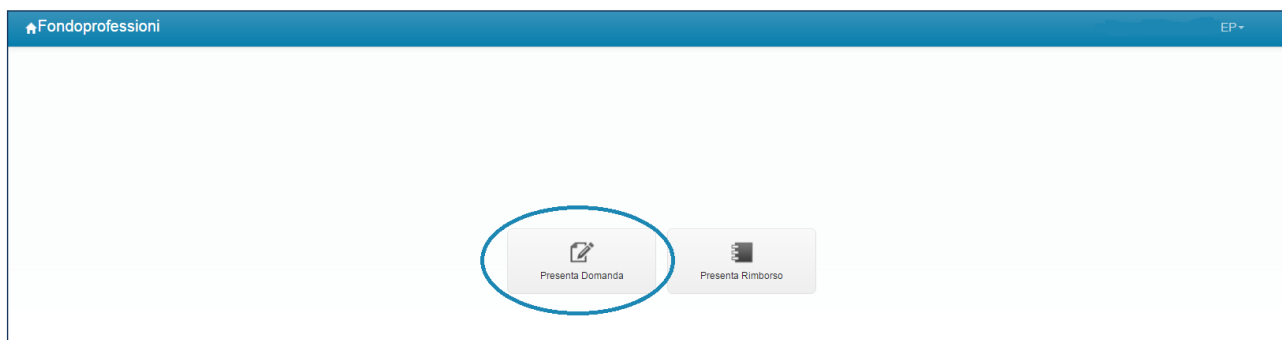 Fondoprofessioni
EP
Presenta Domanda
Presenta Rimborso